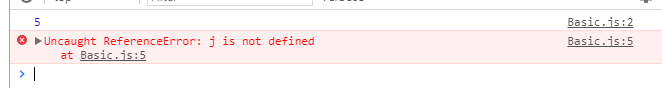 5 Basic.js:2
Uncaught ReferenceError: j is not defined Basic.js:5
at Basic.js:5